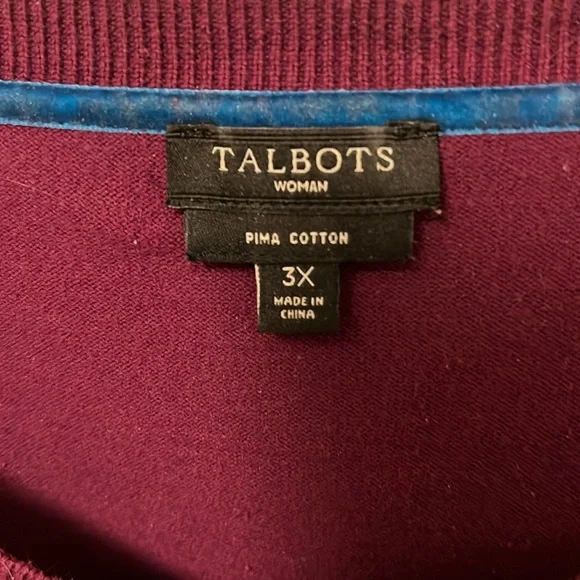 TALBOTS
WOMAN
PIMA COTTON
3X
MADE IN
CHINA